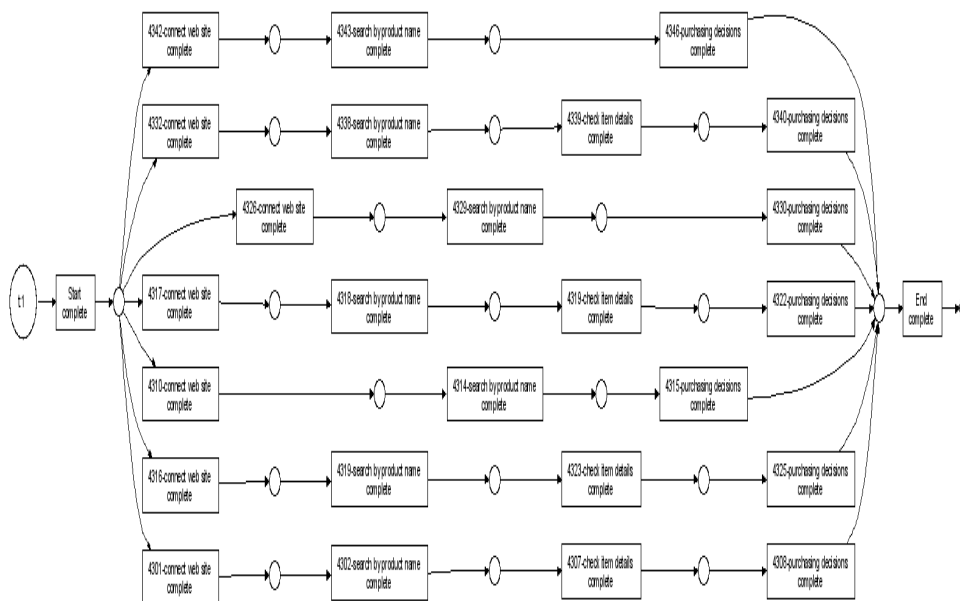 4342-connect web site
complete
4343-search byproduct name
complete
4346-purchasing decisions
complete
4332-connect web site
complete
4338-search byproduct name
complete
4339-check item details
complete
4340-purchasing decisions
complete
4326-connect web site
complete
4329-search byproduct name
complete
4330-purchasing decisions
complete
t1
Start
complete
4317-connect web site
complete
4318-search byproduct name
complete
4319-check item details
complete
4322-purchasing decisions
complete
End
complete
4310-connect web site
complete
4314-search byproduct name
complete
4315-purchasing decisions
complete
4316-connect web site
complete
4319-search byproduct name
complete
4323-check item details
complete
4325-purchasing decisions
complete
4301-connect web site
complete
4302-search byproduct name
complete
4307-check item details
complete
4308-purchasing decisions
complete